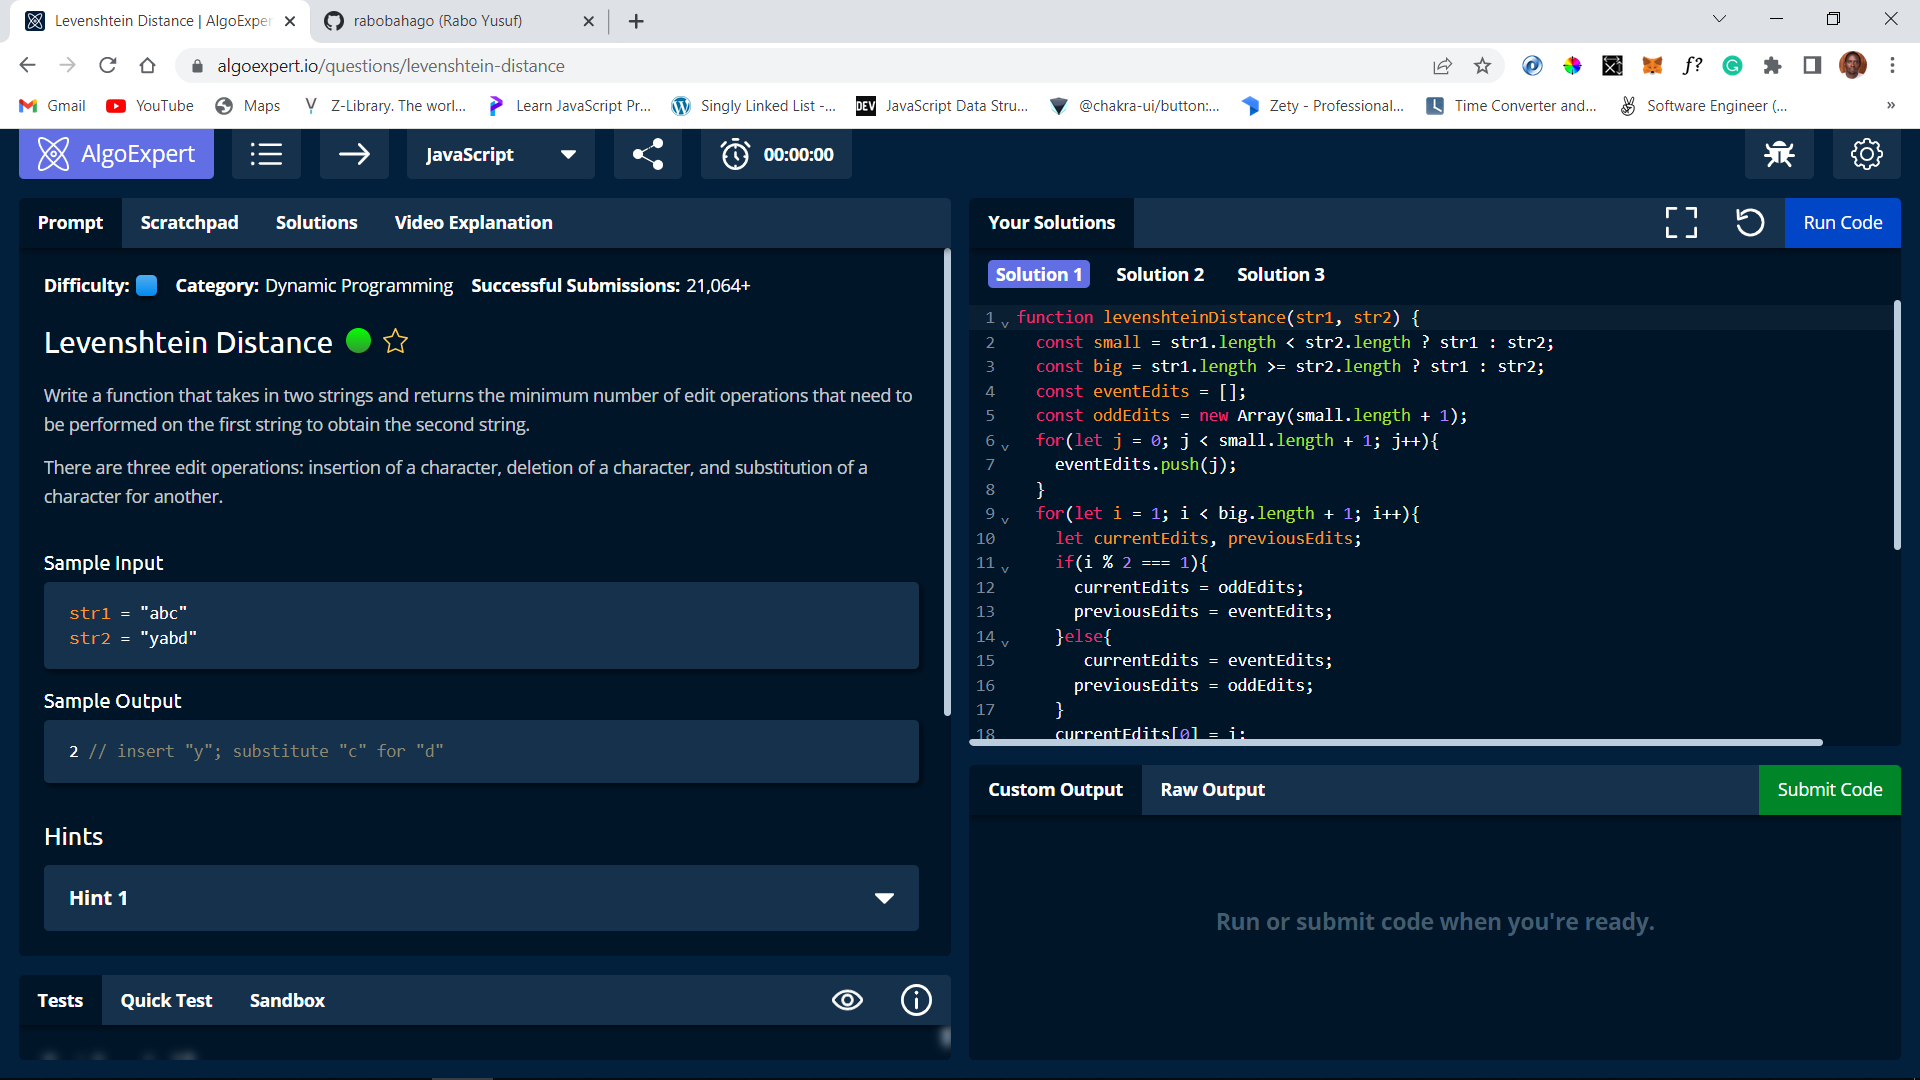 Levenshtein Distance | AlgoExper
rabobahago (Rabo Yusuf)
algoexpert.io/questions/levenshtein-distance
f?
Gmail
YouTube
Maps
Z-Library. The worl...
Learn JavaScript Pr...
Singly Linked List -...
DEV
JavaScript Data Stru...
@chakra-ui/button:...
Zety - Professional...
Time Converter and...
Software Engineer (...
»
AlgoExpert
JavaScript
00:00:00
Prompt
Scratchpad
Solutions
Video Explanation
Difficulty:
Category: Dynamic Programming
Successful Submissions: 21,064+
Levenshtein Distance
Write a function that takes in two strings and returns the minimum number of edit operations that need to
be performed on the first string to obtain the second string.
There are three edit operations: insertion of a character, deletion of a character, and substitution of a
character for another.
Sample Input
str1 = "abc"
str2 = "yabd"
Sample Output
2 // insert "y"; substitute "c" for "d"
Hints
Hint 1
Tests
Quick Test
Sandbox
Your Solutions
Run Code
Solution 1
Solution 2
Solution 3
1 function levenshteinDistance(str1, str2) {
2 const small = str1.length < str2.length ? str1 : str2;
3 const big = str1.length >= str2.length ? str1 : str2;
4 const eventEdits = [];
5 const oddEdits = new Array(small.length + 1);
6 for(let j = 0; j < small.length + 1; j++){
7 eventEdits.push(j);
8 }
9 for(let i = 1; i < big.length + 1; i++){
10 let currentEdits, previousEdits;
11 if(i % 2 === 1){
12 currentEdits = oddEdits;
13 previousEdits = eventEdits;
14 }else{
15 currentEdits = eventEdits;
16 previousEdits = oddEdits;
17 }
18 currentEdits[0] = i;
Custom Output
Raw Output
Submit Code
Run or submit code when you're ready.